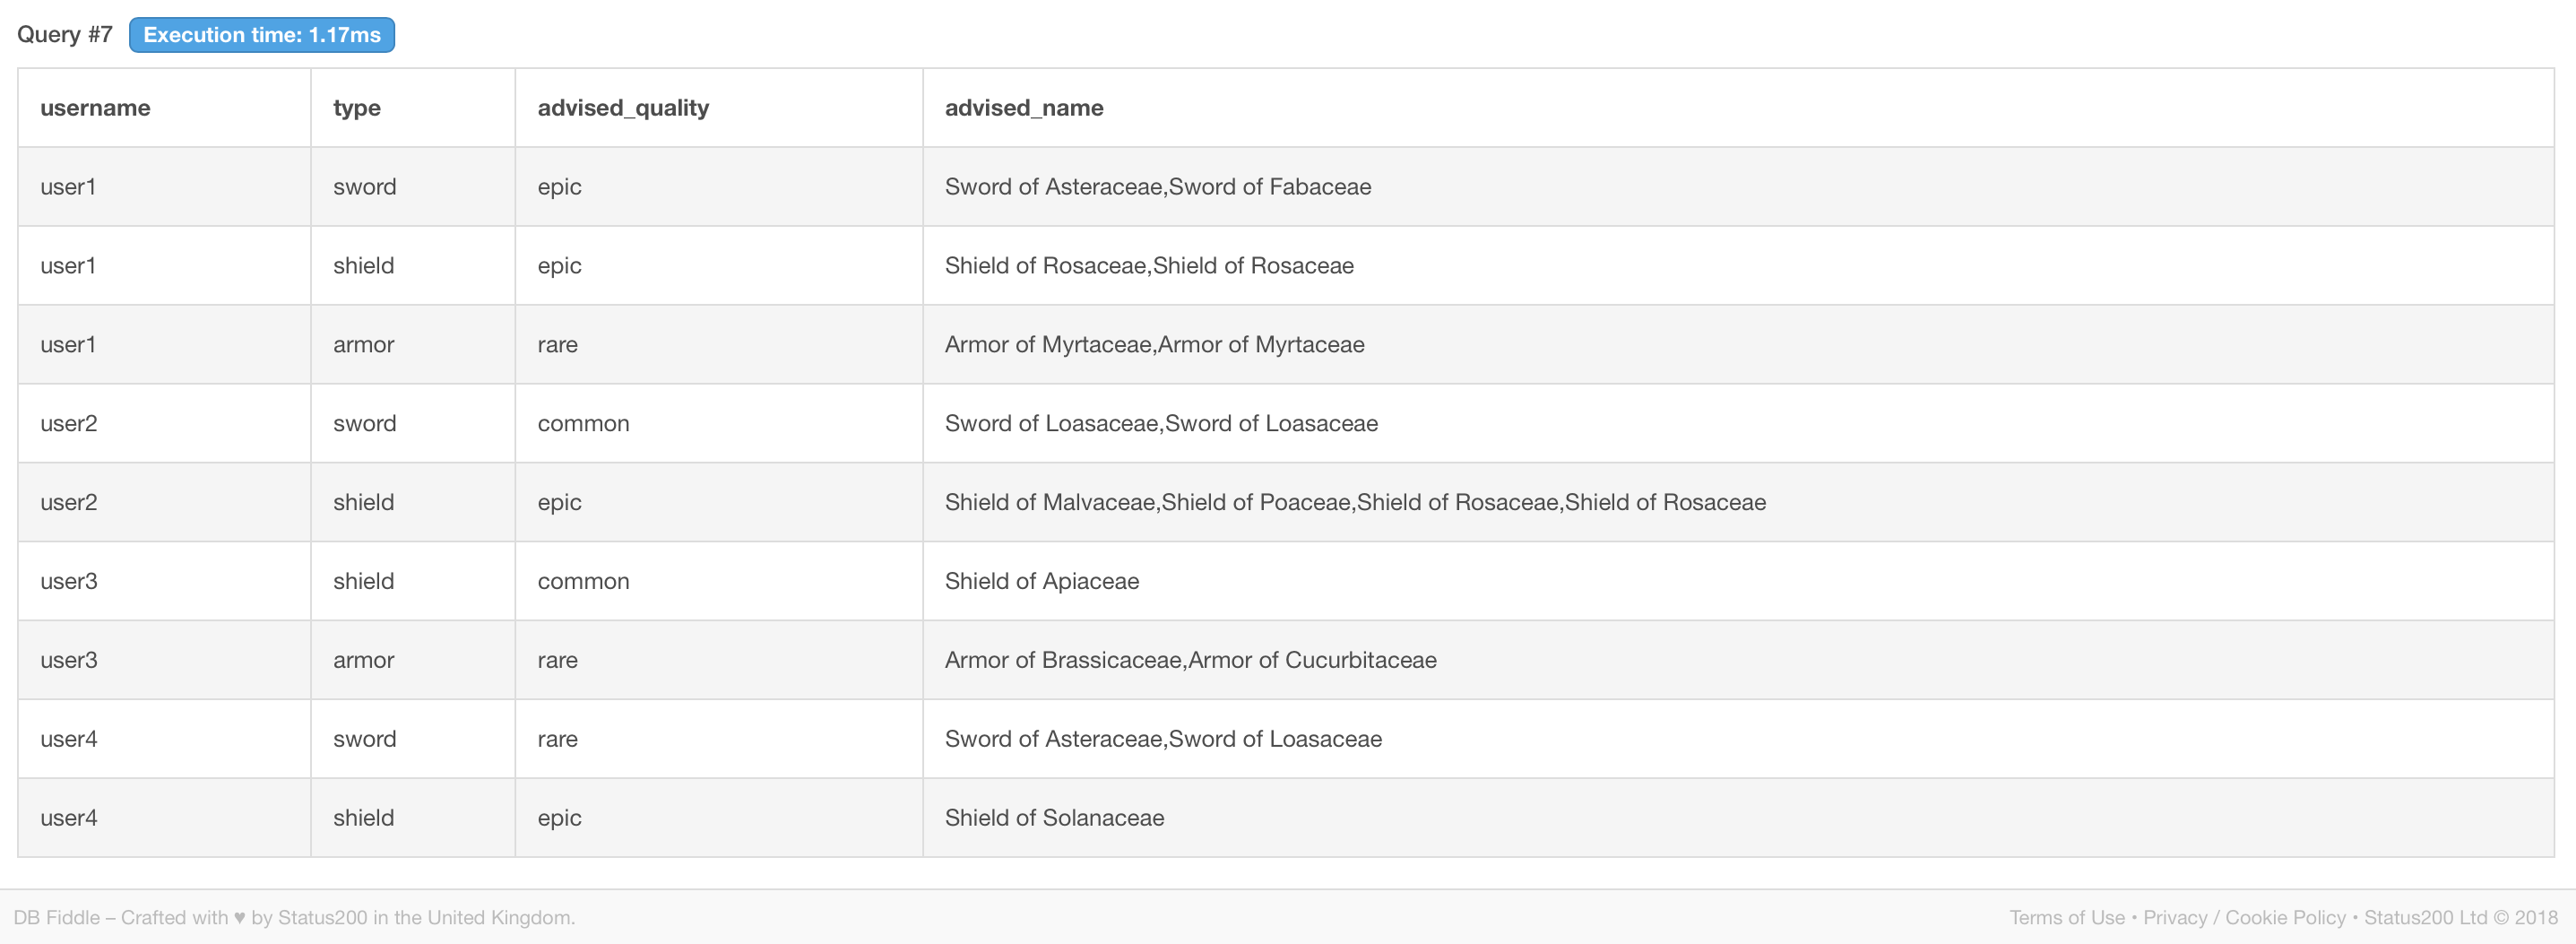 Query #7 Execution time: 1.17ms
username type advised_quality advised_name
user1 sword epic Sword of Asteraceae,Sword of Fabaceae
user1 shield epic Shield of Rosaceae,Shield of Rosaceae
user1 armor rare Armor of Myrtaceae,Armor of Myrtaceae
user2 sword common Sword of Loasaceae,Sword of Loasaceae
user2 shield epic Shield of Malvaceae,Shield of Poaceae,Shield of Rosaceae,Shield of Rosaceae
user3 shield common Shield of Apiaceae
user3 armor rare Armor of Brassicaceae,Armor of Cucurbitaceae
user4 sword rare Sword of Asteraceae,Sword of Loasaceae
user4 shield epic Shield of Solanaceae
DB Fiddle – Crafted with ♥ by Status200 in the United Kingdom. Terms of Use • Privacy / Cookie Policy • Status200 Ltd © 2018